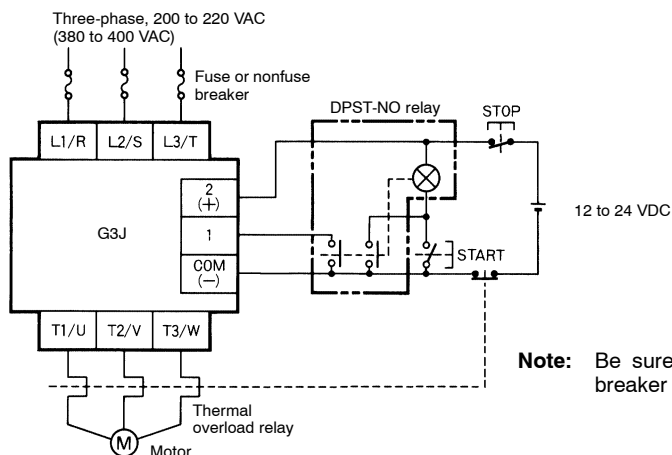 Three-phase, 200 to 220 VAC
(380 to 400 VAC)
Fuse or nonfuse
breaker
DPST-NO relay
STOP
L1/R L2/S L3/T
2
(+)
12 to 24 VDC
G3J
1
START
COM
(−)
T1/U T2/V T3/W
Note: Be sure
breaker
Thermal
overload relay
M
Motor